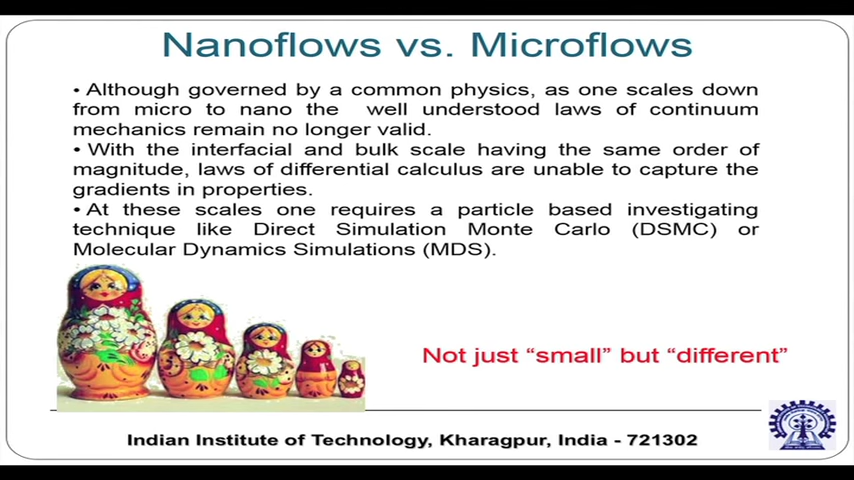 Nanoflows vs. Microflows
• Although governed by a common physics, as one scales down
from micro to nano the well understood laws of continuum
mechanics remain no longer valid.
• With the interfacial and bulk scale having the same order of
magnitude, laws of differential calculus are unable to capture the
gradients in properties.
• At these scales one requires a particle based investigating
technique like Direct Simulation Monte Carlo (DSMC) or
Molecular Dynamics Simulations (MDS).
Not just “small” but “different”
Indian Institute of Technology, Kharagpur, India - 721302